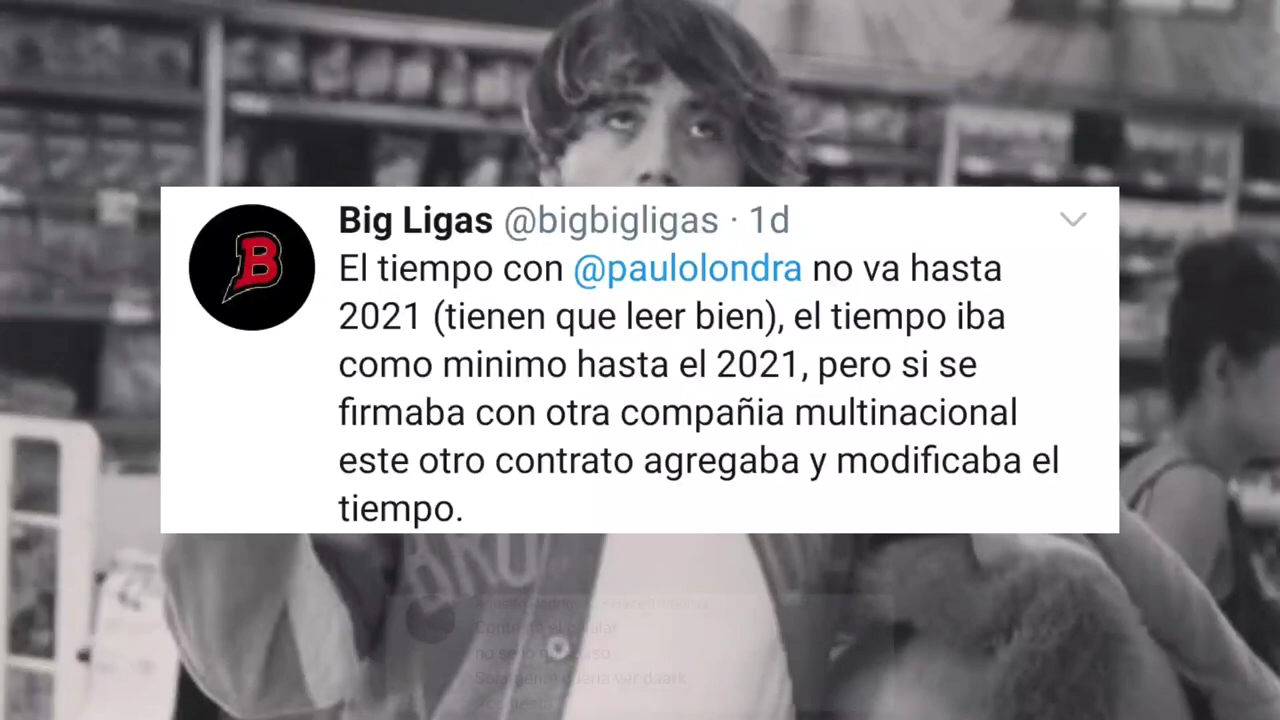 B
Big Ligas @bigbigligas · 1d
El tiempo con @paulolondra no va hasta
2021 (tienen que leer bien), el tiempo iba
como minimo hasta el 2021, pero si se
firmaba con otra compañia multinacional
este otro contrato agregaba y modificaba el
tiempo.